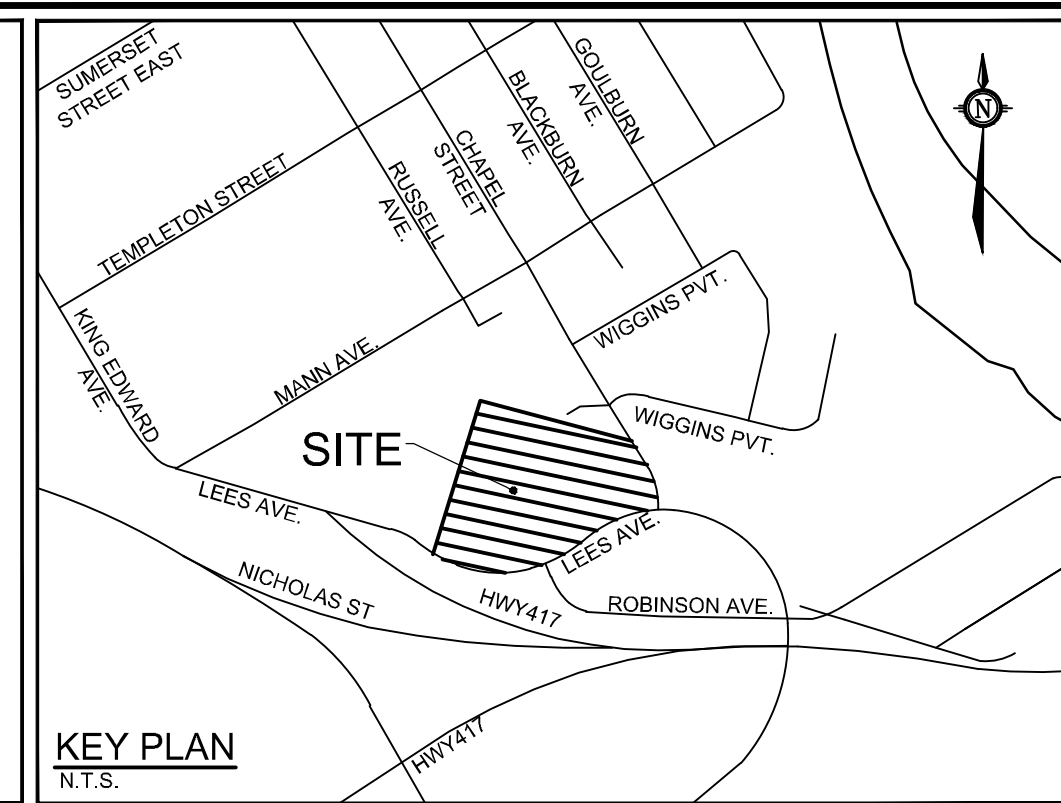 SUMERSET
STREET EAST
TEMPLETON STREET
RUSSELL
AVE.
CHAPEL
STREET
BLACKBURN
AVE.
GOULBURN
AVE.
N
KING EDWARD
AVE.
MANN AVE.
WIGGINS PVT.
WIGGINS PVT.
SITE
LEES AVE.
LEES AVE.
NICHOLAS ST
HWY417
ROBINSON AVE.
HWY417
KEY PLAN
N.T.S.